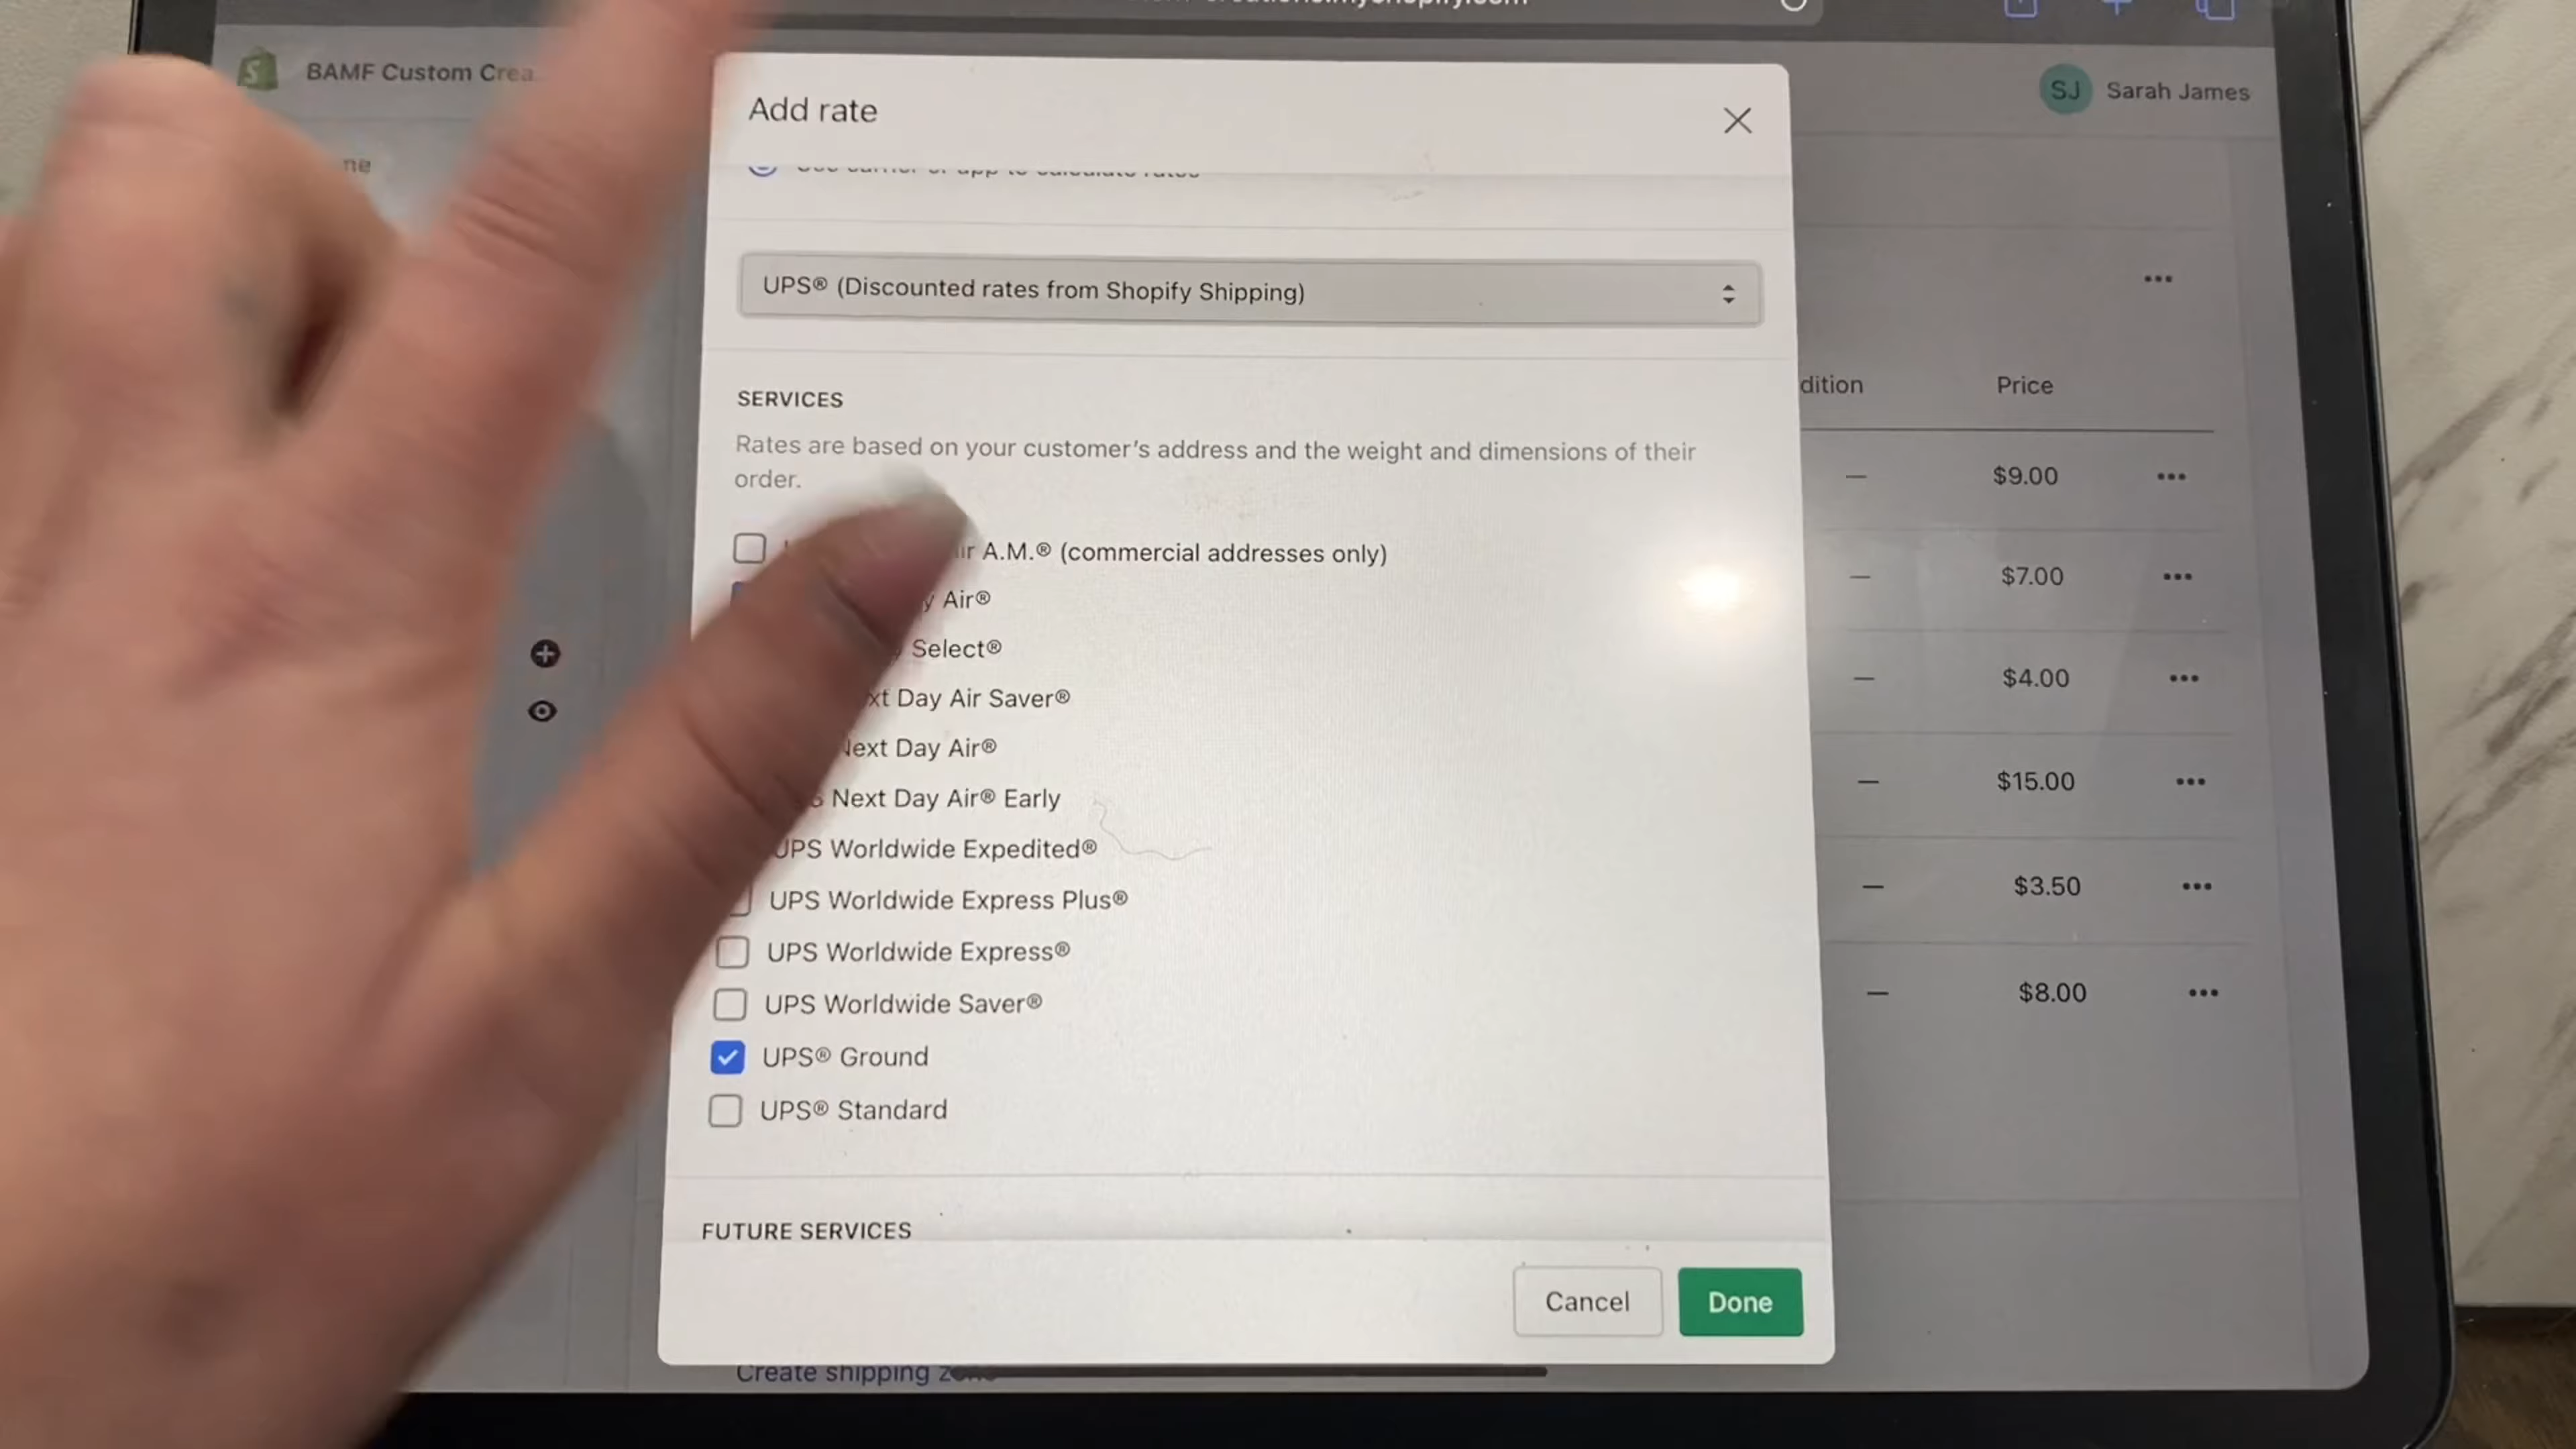 BAMF Custom Crea
SJ Sarah James
Add rate
UPS® (Discounted rates from Shopify Shipping)
SERVICES
Rates are based on your customer's address and the weight and dimensions of their
order.
A.M.® (commercial addresses only)
Air®
Select®
Day Air Saver®
Next Day Air®
Next Day Air® Early
UPS Worldwide Expedited®
UPS Worldwide Express Plus®
UPS Worldwide Express®
UPS Worldwide Saver®
UPS® Ground
UPS® Standard
FUTURE SERVICES
Cancel
Done
Create shipping
dition Price
— $9.00
— $7.00
— $4.00
— $15.00
— $3.50
— $8.00